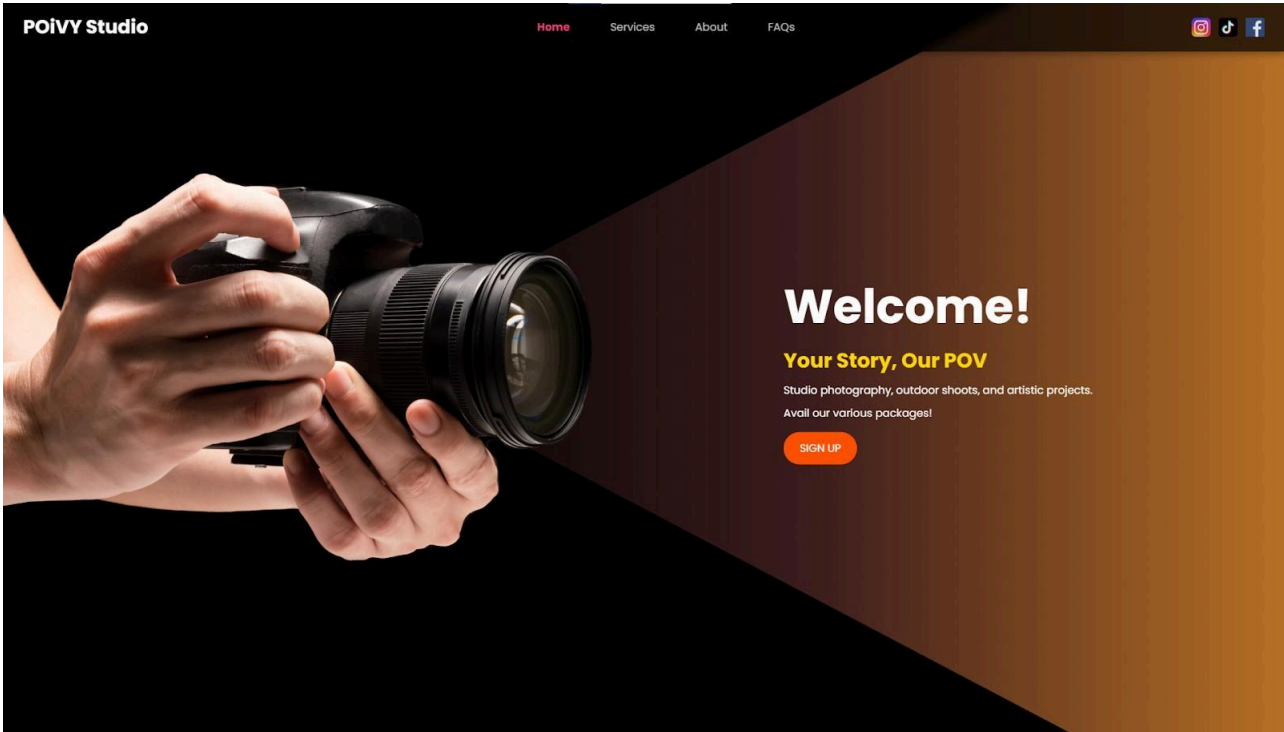 POiVY Studio
Home Services About FAQs
Welcome!
Your Story, Our POV
Studio photography, outdoor shoots, and artistic projects.
Avail our various packages!
SIGN UP